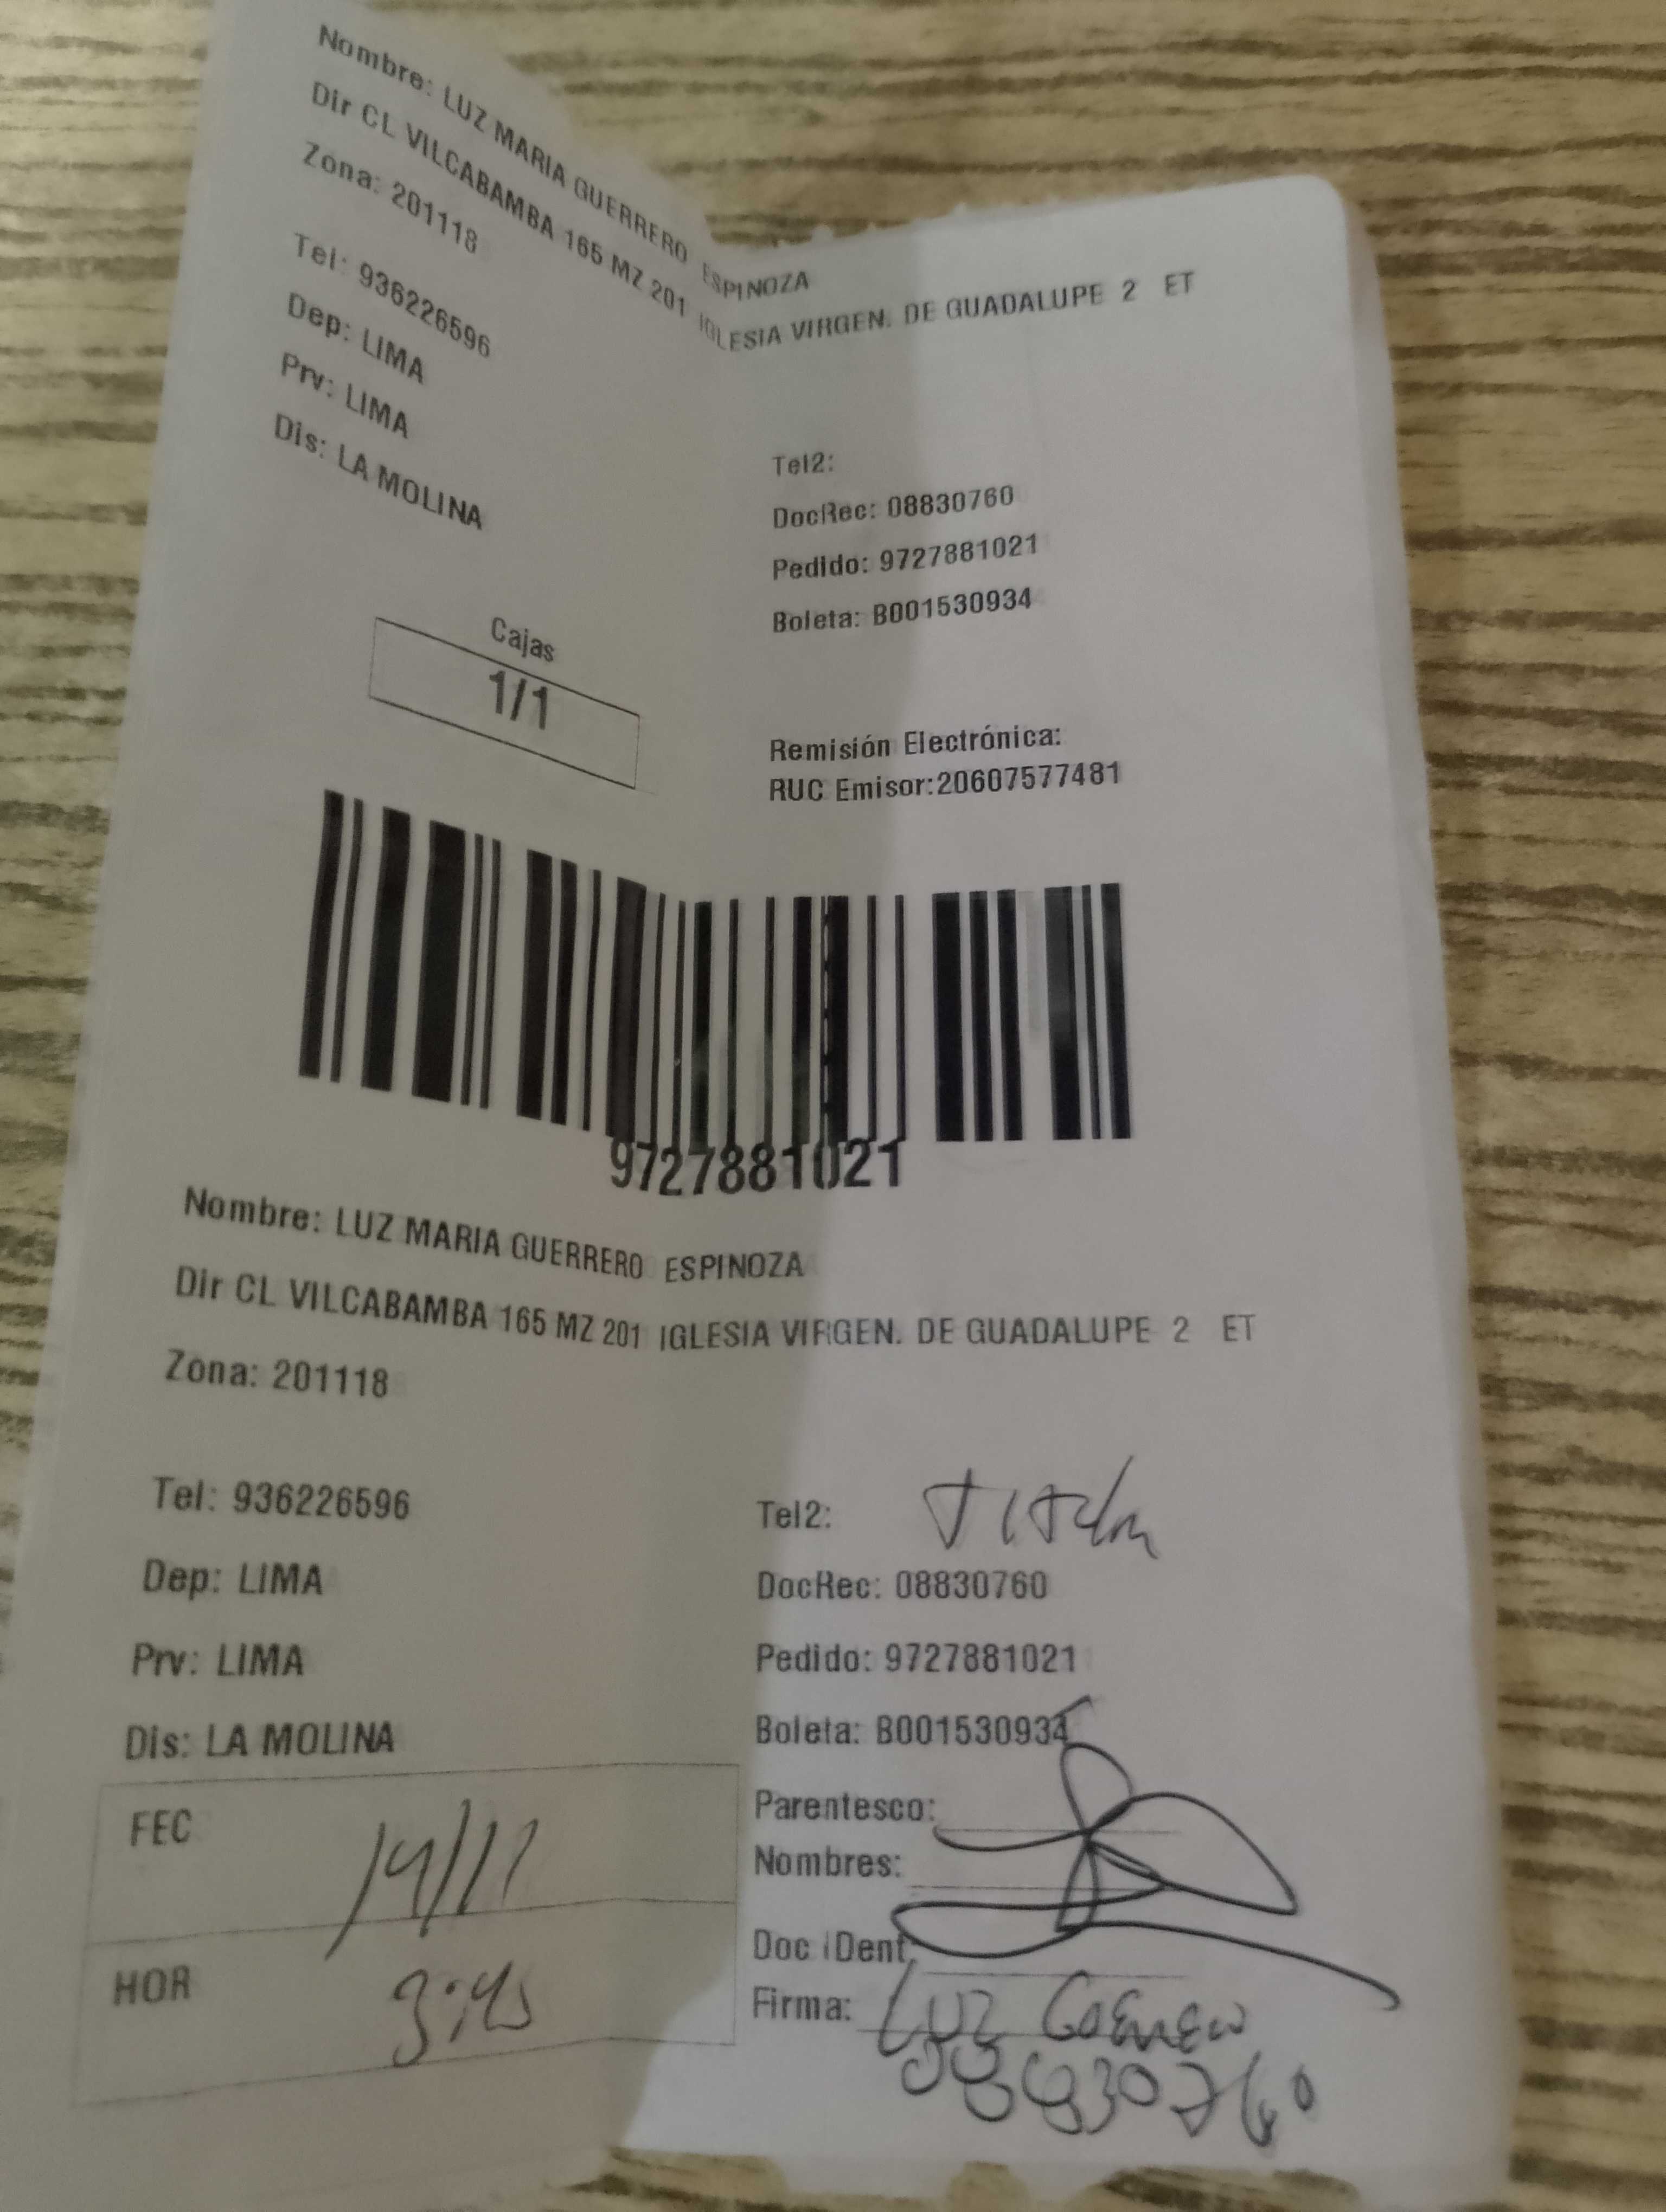 Nombre: LUZ MARIA GUERRERO ESPINOZA
Dir CL VILCABAMBA 165 MZ 201 IGLESIA VIRGEN. DE GUADALUPE 2 ET
Zona: 201118
Tel: 936226596
Dep: LIMA
Prv: LIMA
Dis: LA MOLINA
Tel2:
DocRec: 08830760
Pedido: 9727881021
Boleta: B001530934
Cajas
1/1
Remisión Electrónica:
RUC Emisor:20607577481
9727881021
Nombre: LUZ MARIA GUERRERO ESPINOZA
Dir CL VILCABAMBA 165 MZ 201 IGLESIA VIRGEN. DE GUADALUPE 2 ET
Zona: 201118
Tel: 936226596
Dep: LIMA
Prv: LIMA
Dis: LA MOLINA
Tel2:
DocRec: 08830760
Pedido: 9727881021
Boleta: B001530934
FEC
HOR 3:45
Parentesco:
Nombres:
Doc iDent:
Firma: Luz
08830760